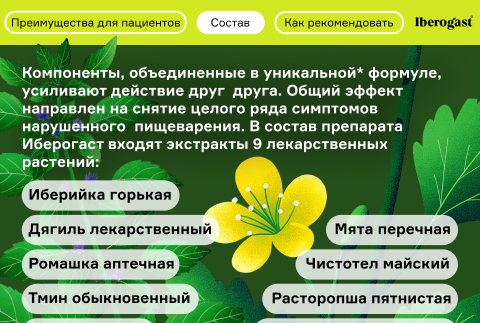 Преимущества для пациентов
Состав
Как рекомендовать
Iberogast®
Компоненты, объединенные в уникальной* формуле,
усиливают действие друг друга. Общий эффект
направлен на снятие целого ряда симптомов
нарушенного пищеварения. В состав препарата
Иберогаст входят экстракты 9 лекарственных
растений:
Иберийка горькая
Дягиль лекарственный
Мята перечная
Ромашка аптечная
Чистотел майский
Тмин обыкновенный
Расторопша пятнистая